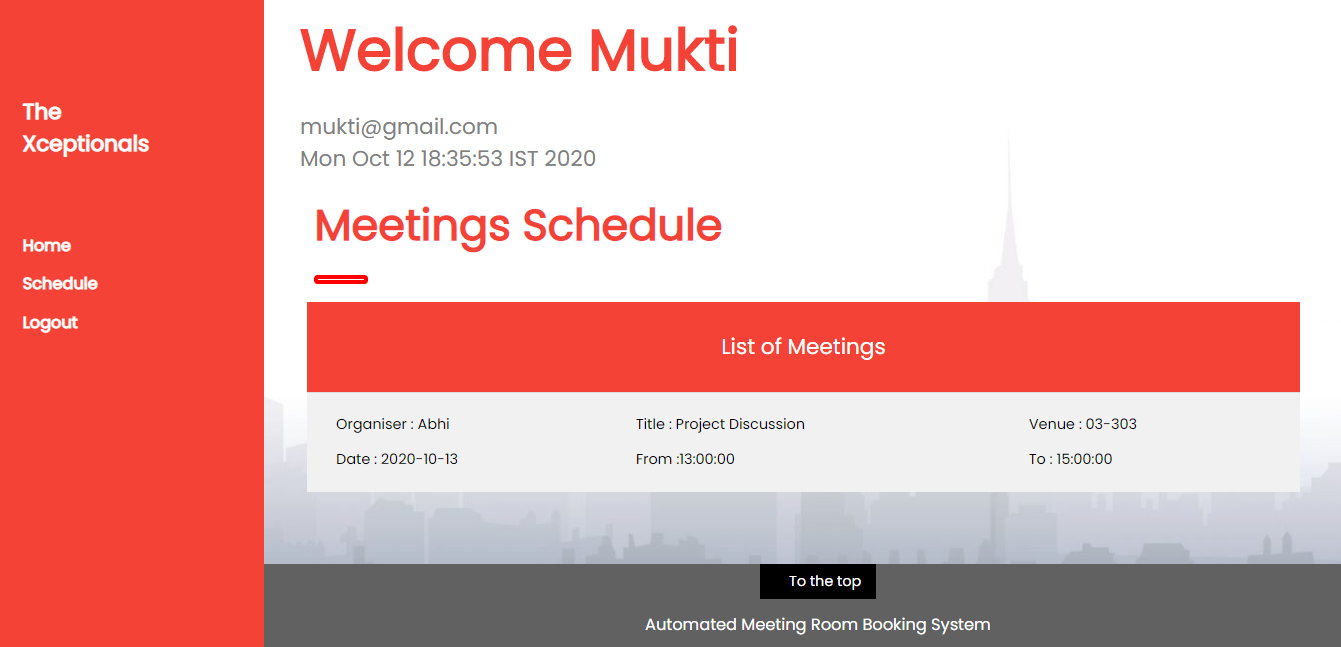 The
Xceptionals
Home
Schedule
Logout
Welcome Mukti
mukti@gmail.com
Mon Oct 12 18:35:53 IST 2020
Meetings Schedule
List of Meetings
Organiser : Abhi Title : Project Discussion Venue : 03-303
Date : 2020-10-13 From :13:00:00 To : 15:00:00
To the top
Automated Meeting Room Booking System